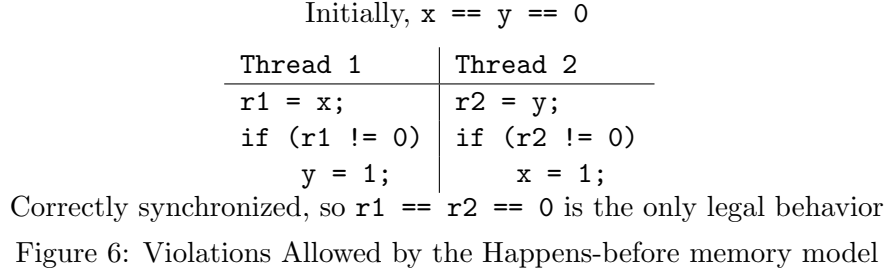 Initially, x == y == 0
Thread 1 Thread 2
r1 = x; r2 = y;
if (r1 != 0) if (r2 != 0)
y = 1; x = 1;
Correctly synchronized, so r1 == r2 == 0 is the only legal behavior
Figure 6: Violations Allowed by the Happens-before memory model